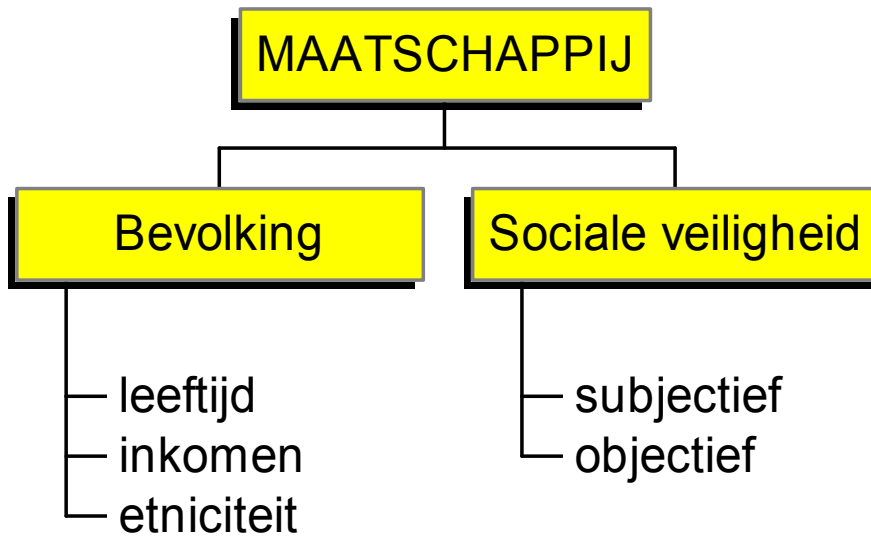 MAATSCHAPPIJ
Bevolking
leeftijd
inkomen
etniciteit
Sociale veiligheid
subjectief
objectief